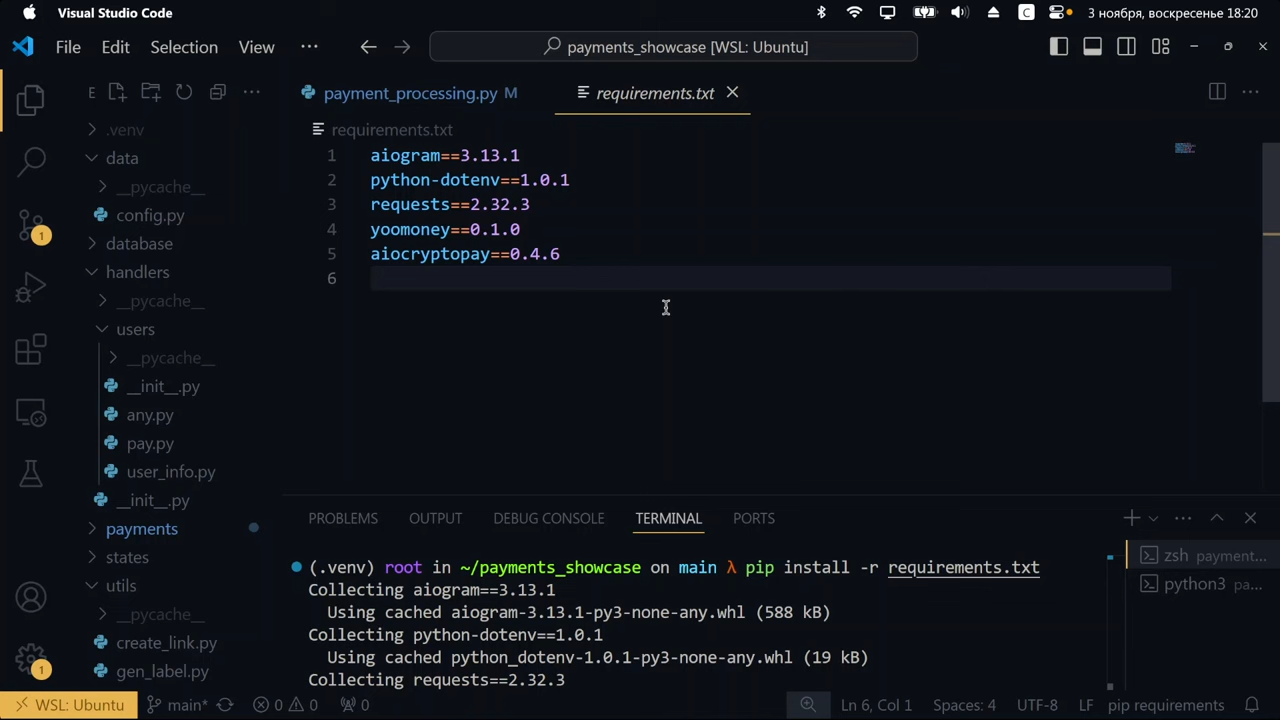 Visual Studio Code
C
3 ноября, воскресенье 18:20
File Edit Selection View ···
payments_showcase [WSL: Ubuntu]
E
payment_processing.py M
requirements.txt
requirements.txt
.venv
data
__pycache__
config.py
database
handlers
__pycache__
users
__pycache__
__init__.py
any.py
pay.py
user_info.py
__init__.py
payments
states
utils
__pycache__
create_link.py
gen_label.py
1
1
1 aiogram==3.13.1
2 python-dotenv==1.0.1
3 requests==2.32.3
4 yoomoney==0.1.0
5 aiocryptopay==0.4.6
6
PROBLEMS OUTPUT DEBUG CONSOLE TERMINAL PORTS
(.venv) root in ~/payments_showcase on main λ pip install -r requirements.txt
Collecting aiogram==3.13.1
Using cached aiogram-3.13.1-py3-none-any.whl (588 kB)
Collecting python-dotenv==1.0.1
Using cached python_dotenv-1.0.1-py3-none-any.whl (19 kB)
Collecting requests==2.32.3
zsh payment...
python3 pa...
WSL: Ubuntu main* 0 0 0 Ln 6, Col 1 Spaces: 4 UTF-8 LF pip requirements